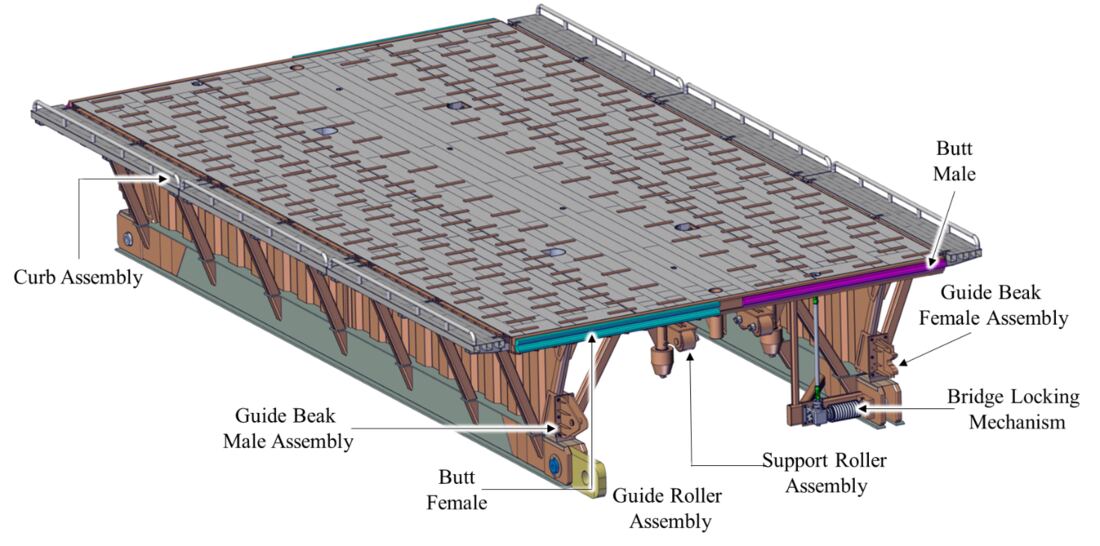 Butt
Male
Curb Assembly
Guide Beak
Female Assembly
Bridge Locking
Mechanism
Guide Beak
Male Assembly
Support Roller
Assembly
Butt
Female
Guide Roller
Assembly